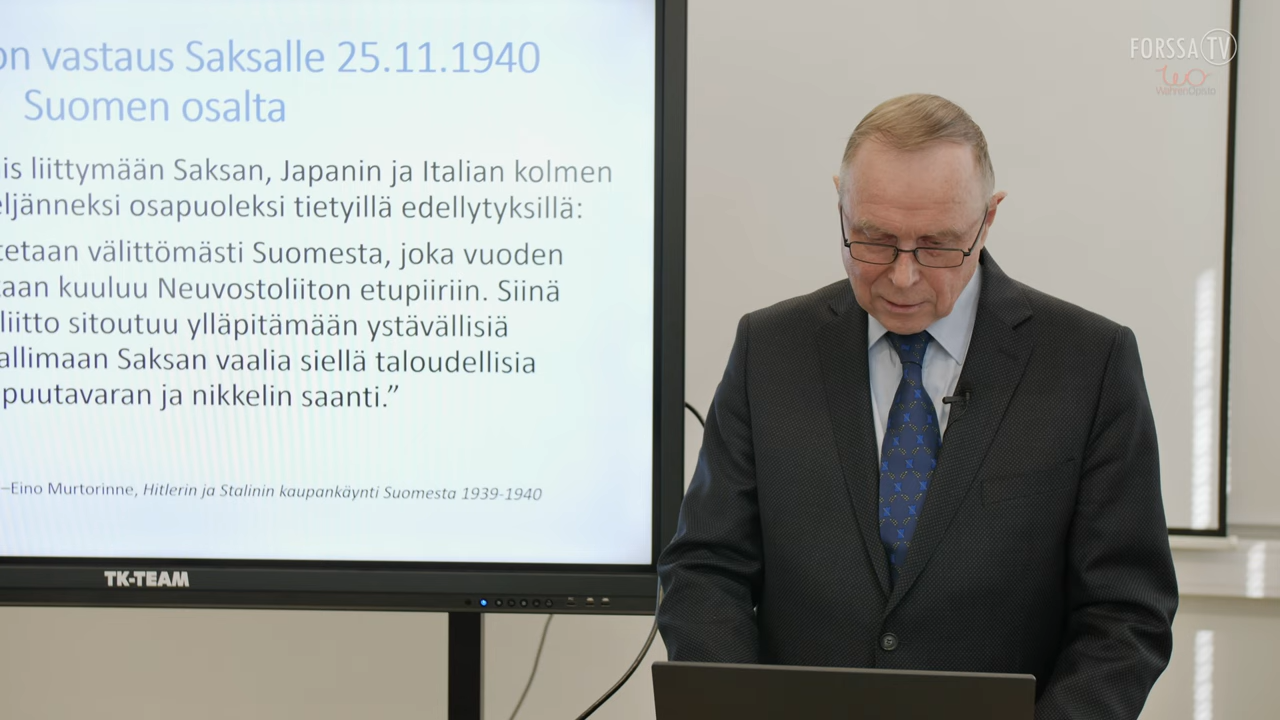 on vastaus Saksalle 25.11.1940
Suomen osalta
is liittymään Saksan, Japanin ja Italian kolmen
eljänneksi osapuoleksi tietyillä edellytyksillä:
tetaan välittömästi Suomesta, joka vuoden
taan kuuluu Neuvostoliiton etupiiriin. Siinä
liitto sitoutuu ylläpitämään ystävällisiä
allimaan Saksan vaalia siellä taloudellisia
puutavaran ja nikkelin saanti.”
–Eino Murtorinne, Hitlerin ja Stalinin kaupankäynti Suomesta 1939-1940
TK-TEAM
FORSSA TV
WahrenOpisto